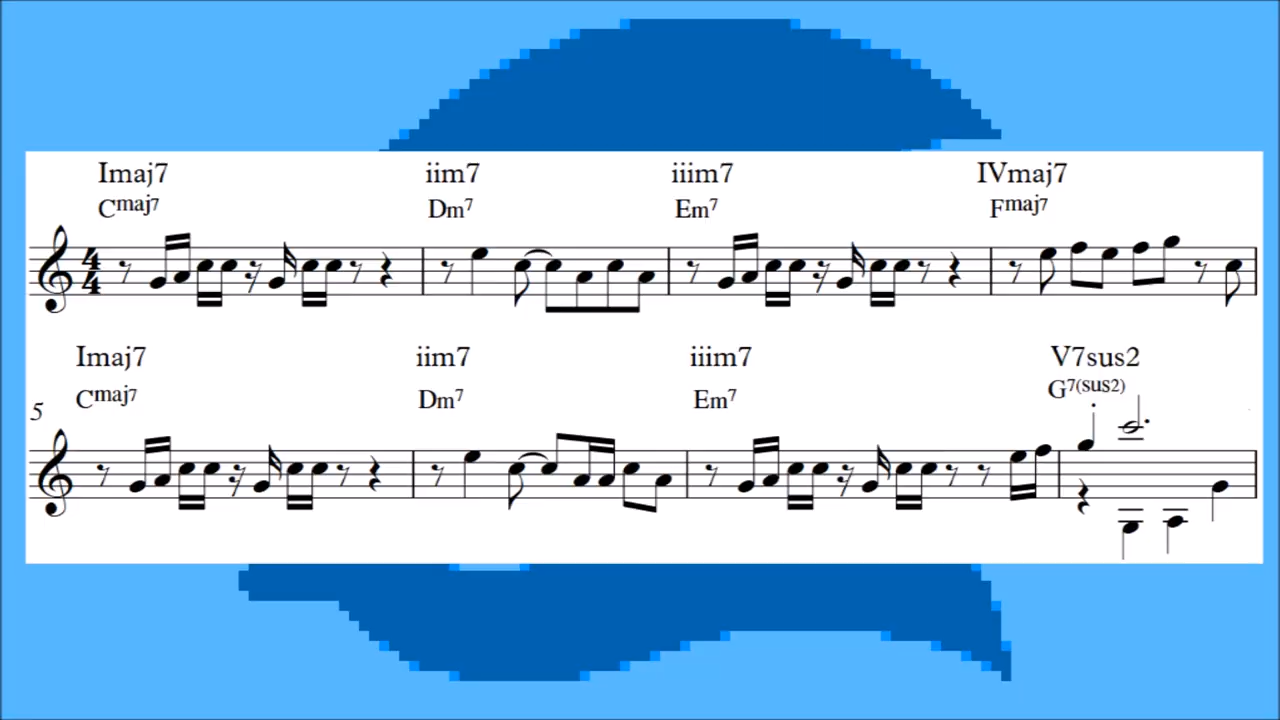 Imaj7 iim7 iiim7 IVmaj7
Cmaj7 Dm7 Em7 Fmaj7
4
4
Imaj7 iim7 iiim7 V7sus2
Cmaj7 Dm7 Em7 G7(sus2)
5